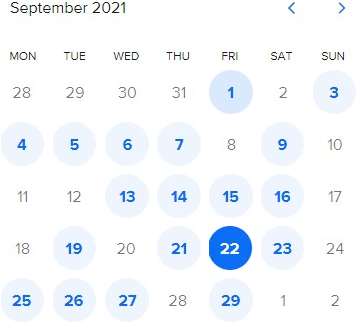 September 2021
MON TUE WED THU FRI SAT SUN
28 29 30 31 1 2 3
4 5 6 7 8 9 10
11 12 13 14 15 16 17
18 19 20 21 22 23 24
25 26 27 28 29 1 2